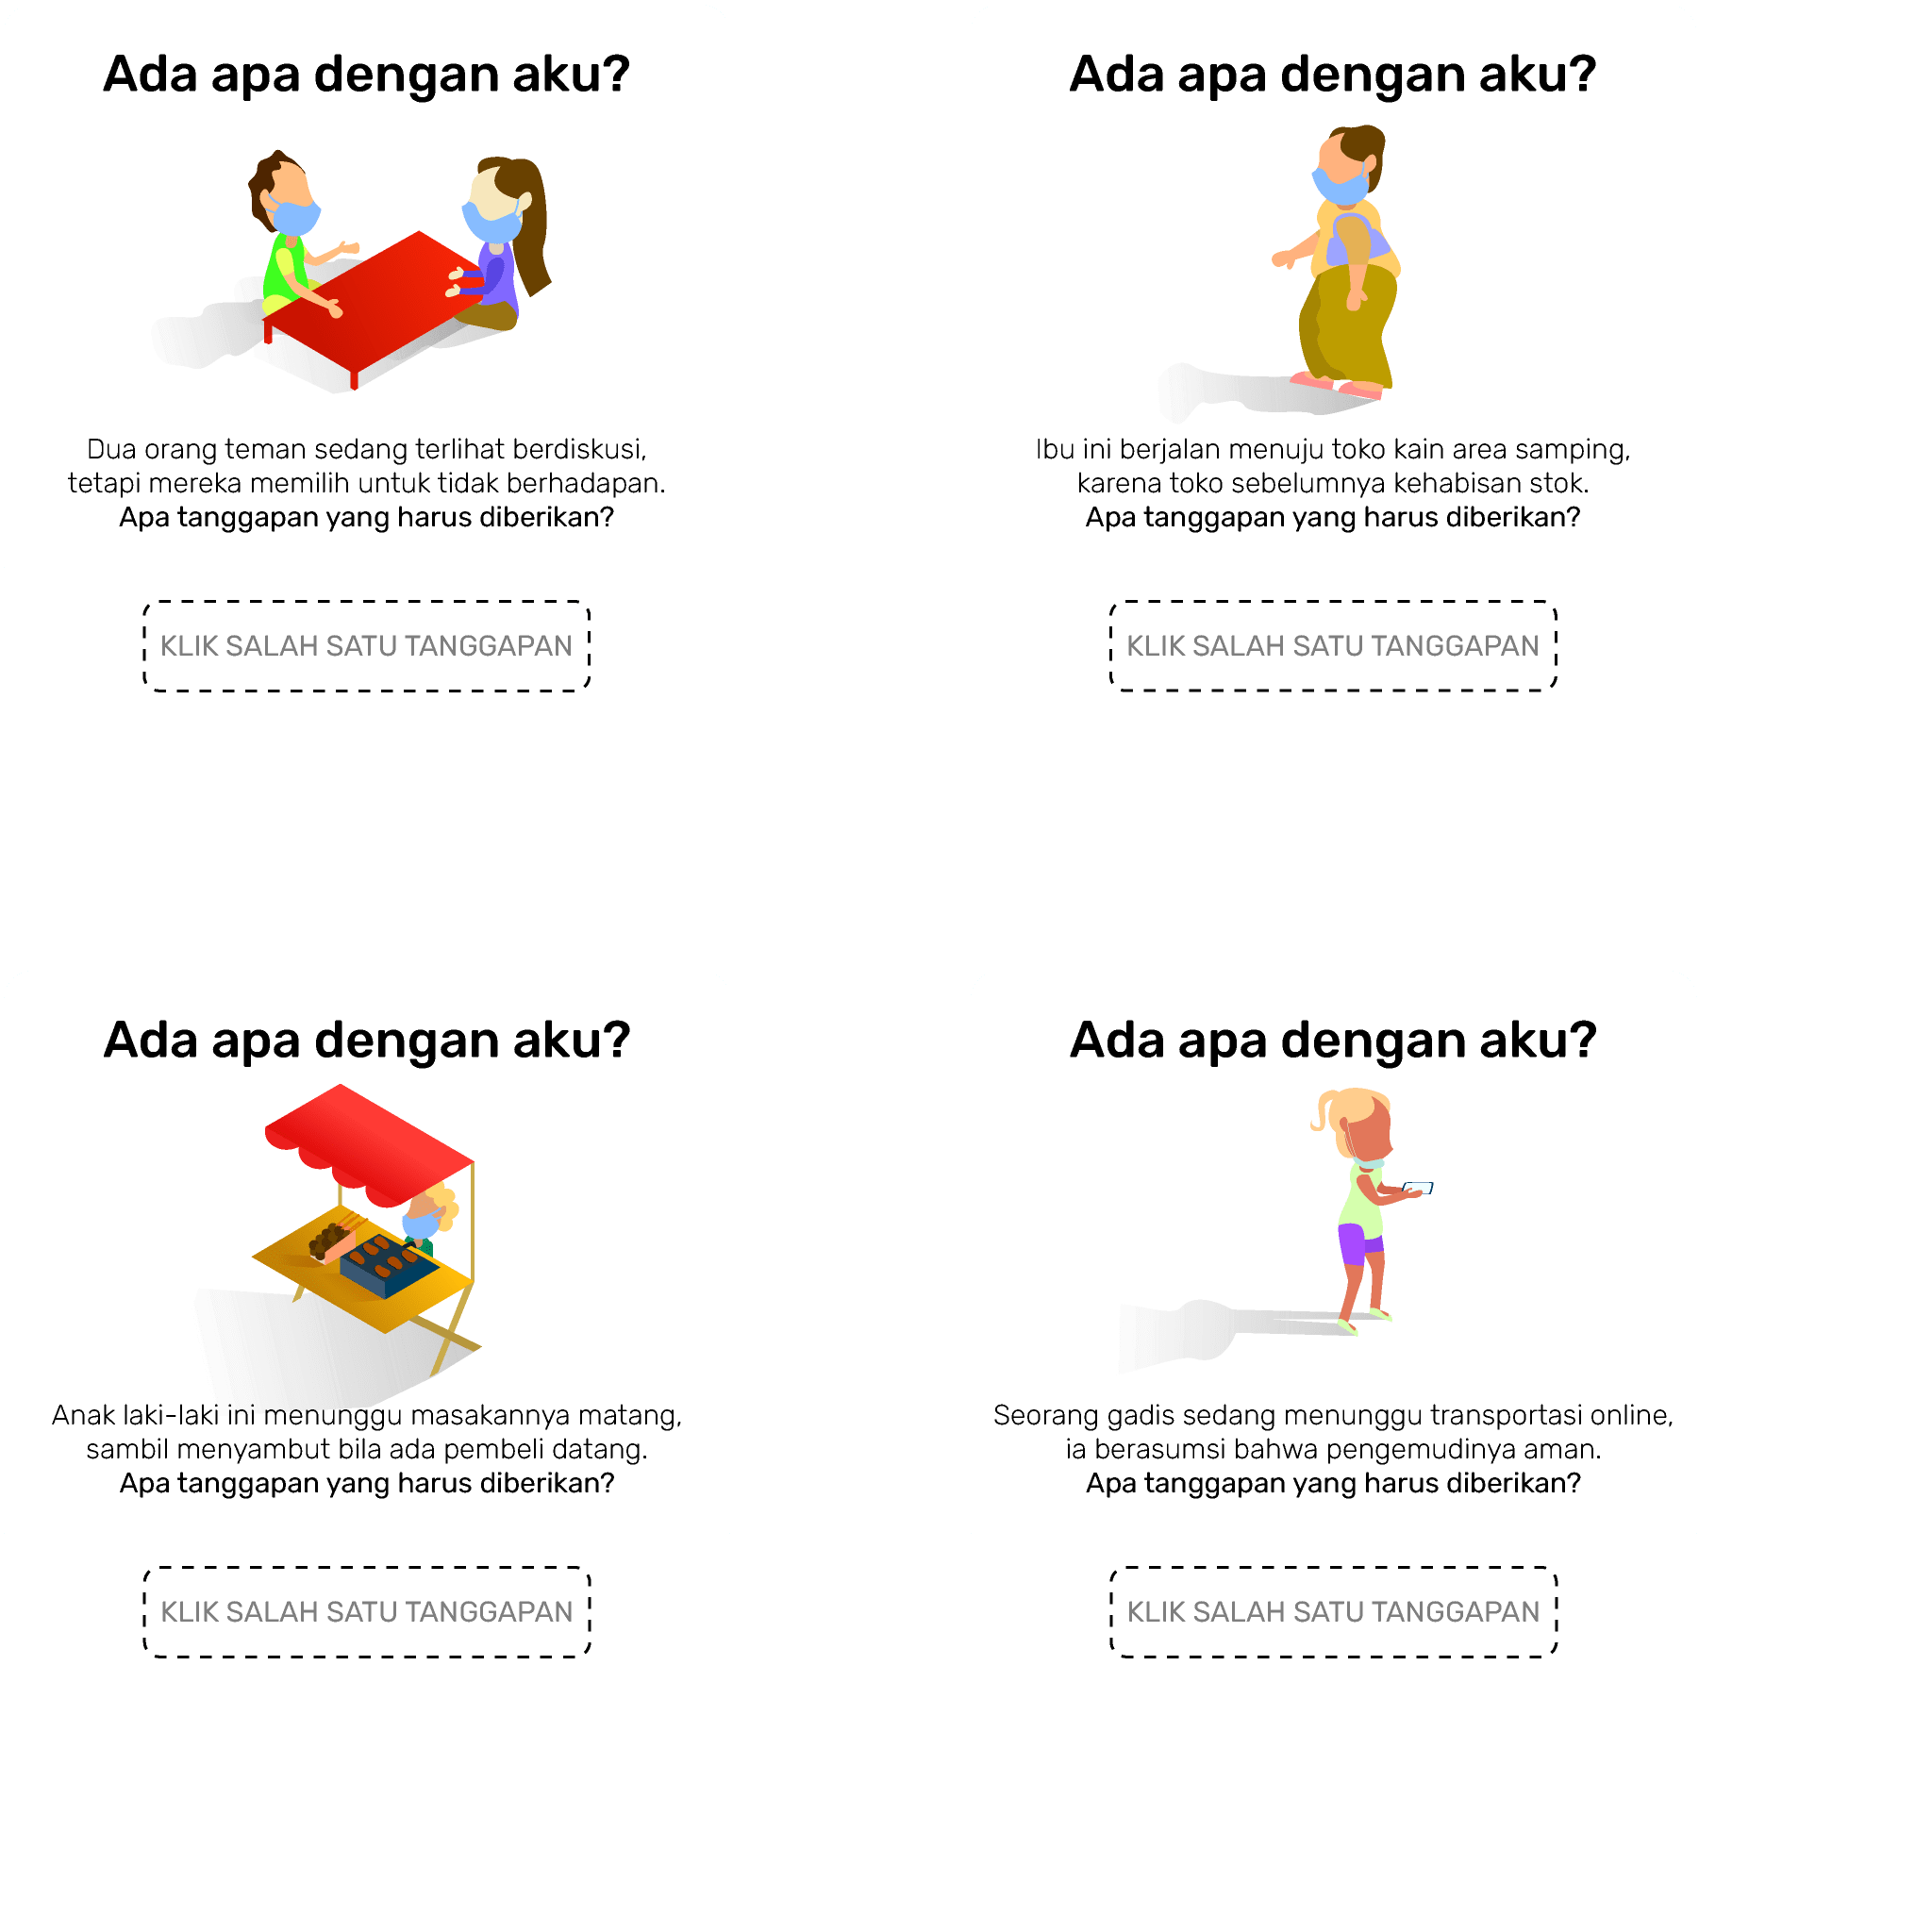 Ada apa dengan aku?
Dua orang teman sedang terlihat berdiskusi,
tetapi mereka memilih untuk tidak berhadapan.
Apa tanggapan yang harus diberikan?
KLIK SALAH SATU TANGGAPAN
Ada apa dengan aku?
Ibu ini berjalan menuju toko kain area samping,
karena toko sebelumnya kehabisan stok.
Apa tanggapan yang harus diberikan?
KLIK SALAH SATU TANGGAPAN
Ada apa dengan aku?
Anak laki-laki ini menunggu masakannya matang,
sambil menyambut bila ada pembeli datang.
Apa tanggapan yang harus diberikan?
KLIK SALAH SATU TANGGAPAN
Ada apa dengan aku?
Seorang gadis sedang menunggu transportasi online,
ia berasumsi bahwa pengemudinya aman.
Apa tanggapan yang harus diberikan?
KLIK SALAH SATU TANGGAPAN